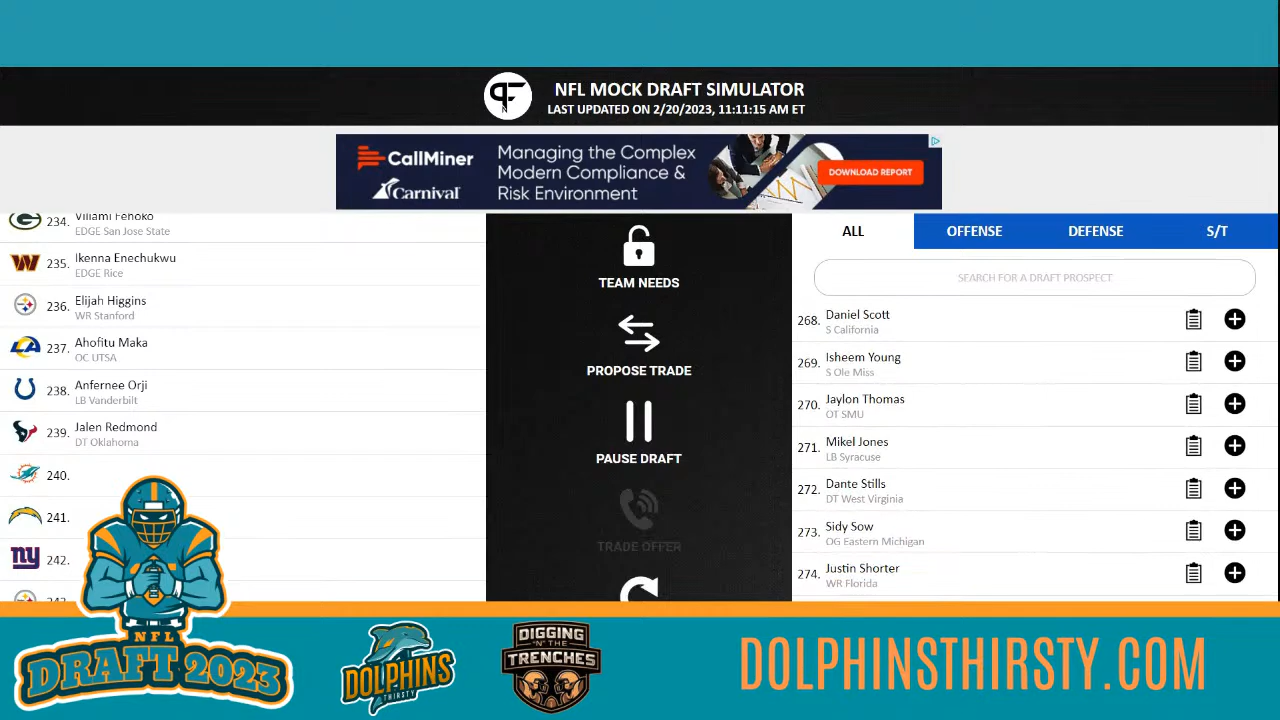 NFL MOCK DRAFT SIMULATOR
LAST UPDATED ON 2/20/2023, 11:11:15 AM ET
CallMiner
Carnival
Managing the Complex
Modern Compliance &
Risk Environment
DOWNLOAD REPORT
234. Viliami Fehoko
EDGE San Jose State
235. Ikenna Enechukwu
EDGE Rice
236. Elijah Higgins
WR Stanford
237. Ahofitu Maka
OC UTSA
238. Anfernee Orji
LB Vanderbilt
239. Jalen Redmond
DT Oklahoma
240.
241.
ny 242.
243.
TEAM NEEDS
PROPOSE TRADE
PAUSE DRAFT
TRADE OFFER
ALL OFFENSE DEFENSE S/T
SEARCH FOR A DRAFT PROSPECT
268. Daniel Scott
S California
269. Isheem Young
S Ole Miss
270. Jaylon Thomas
OT SMU
271. Mikel Jones
LB Syracuse
272. Dante Stills
DT West Virginia
273. Sidy Sow
OG Eastern Michigan
274. Justin Shorter
WR Florida
NFL
DRAFT 2023
DOLPHINS
THIRSTY
DIGGING
"N" THE
TRENCHES
DOLPHINSTHIRSTY.COM